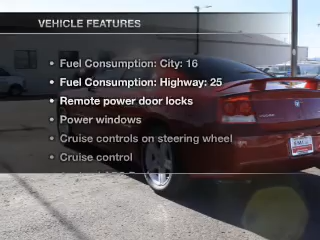 VEHICLE FEATURES
• Fuel Consumption: City: 16
• Fuel Consumption: Highway: 25
• Remote power door locks
• Power windows
• Cruise controls on steering wheel
• Cruise control